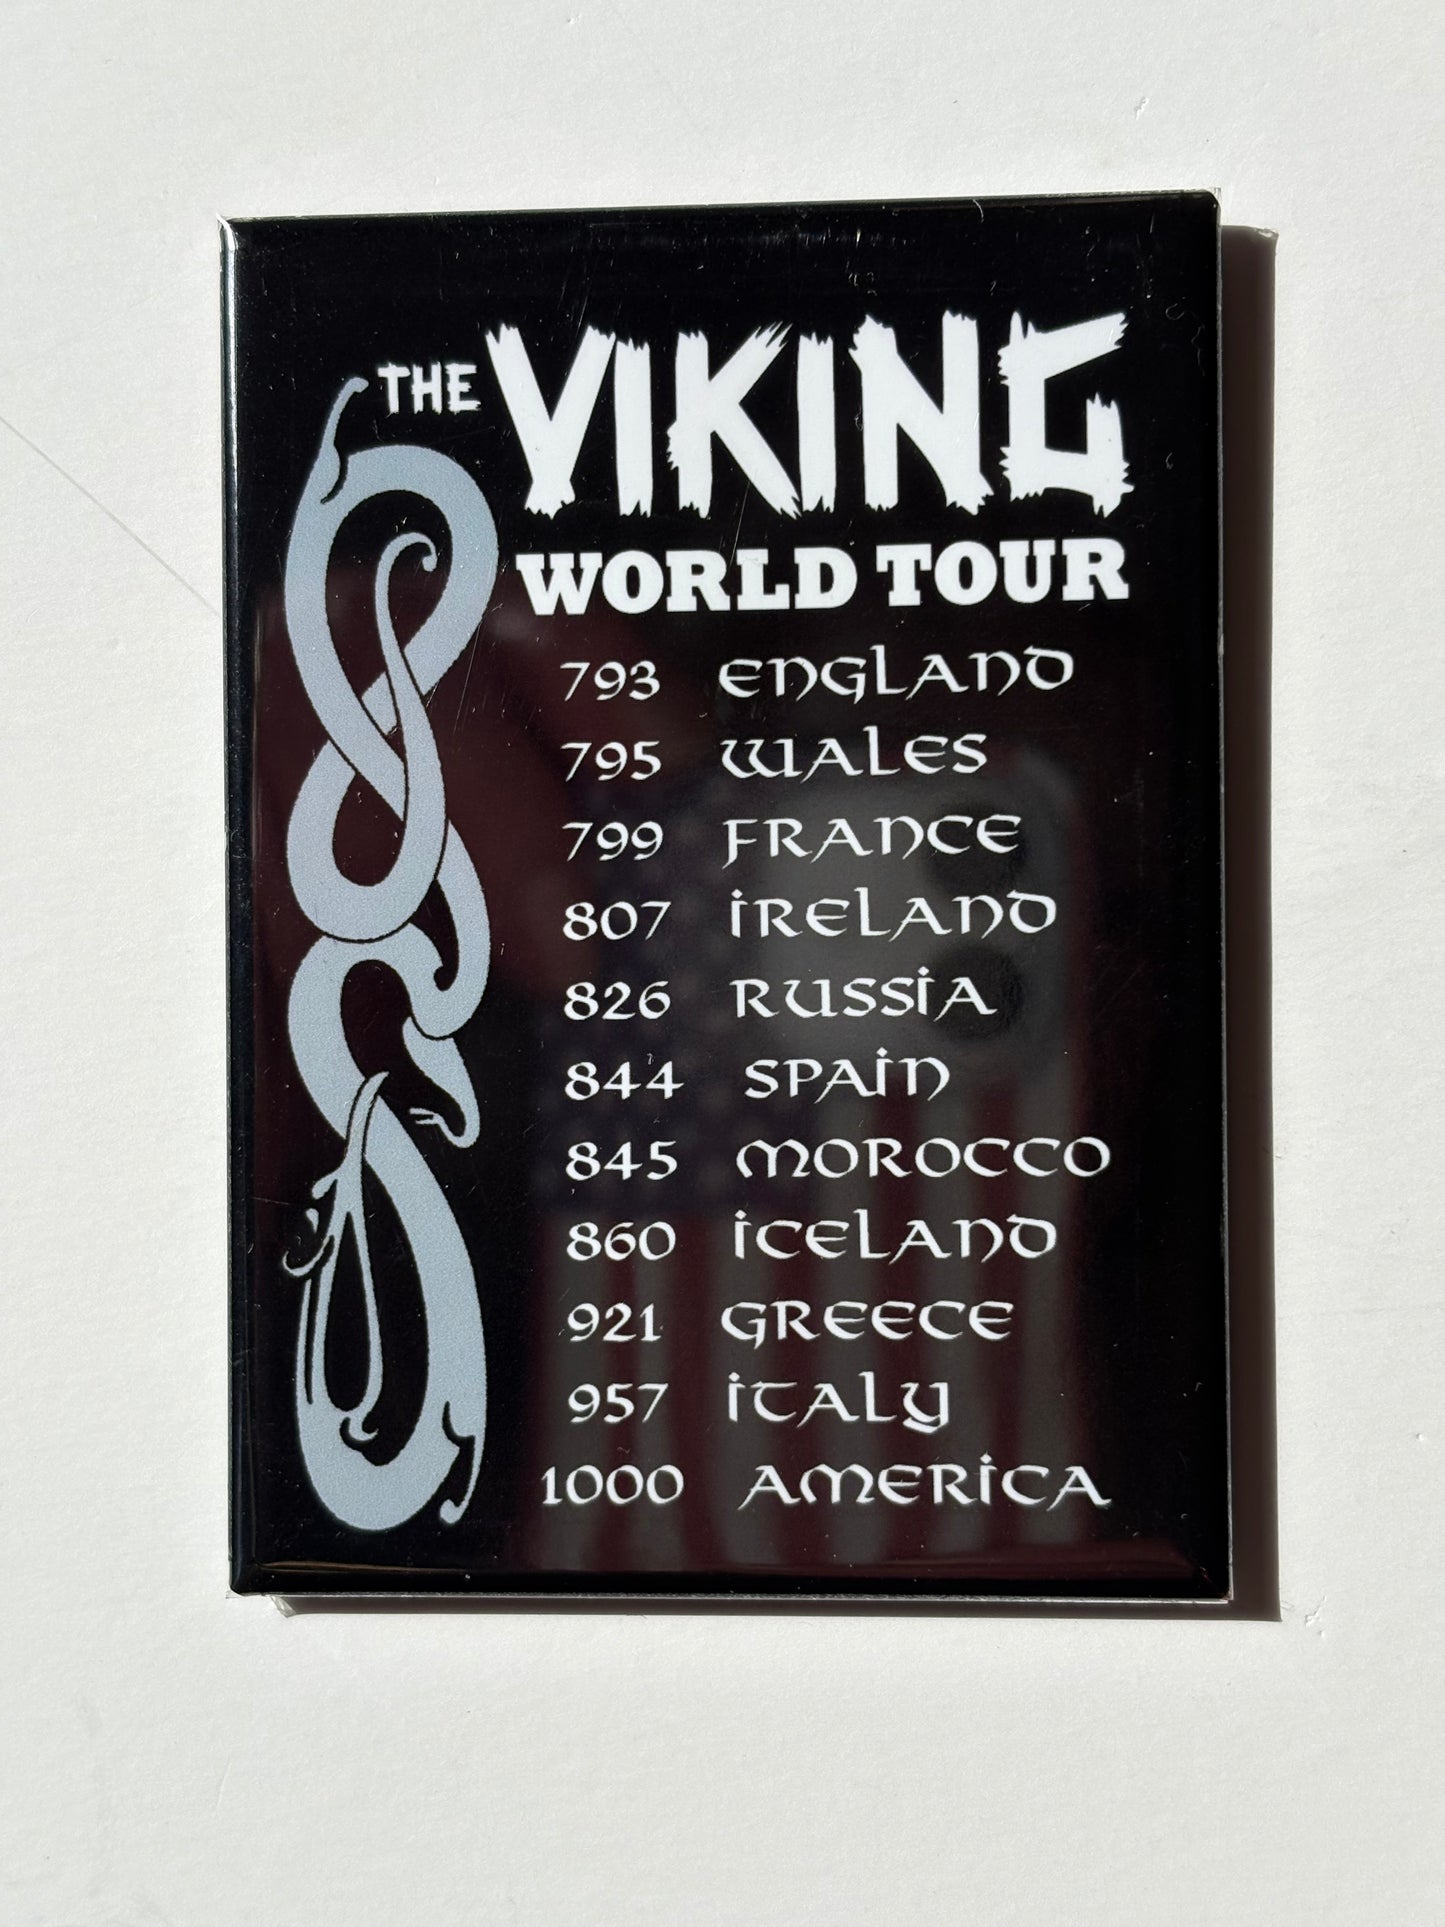 THE VIKING
WORLD TOUR
793 ENGLAND
795 WALES
799 FRANCE
807 IRELAND
826 RUSSIA
844 SPAIN
845 MOROCCO
860 ICELAND
921 GREECE
957 ITALY
1000 AMERICA